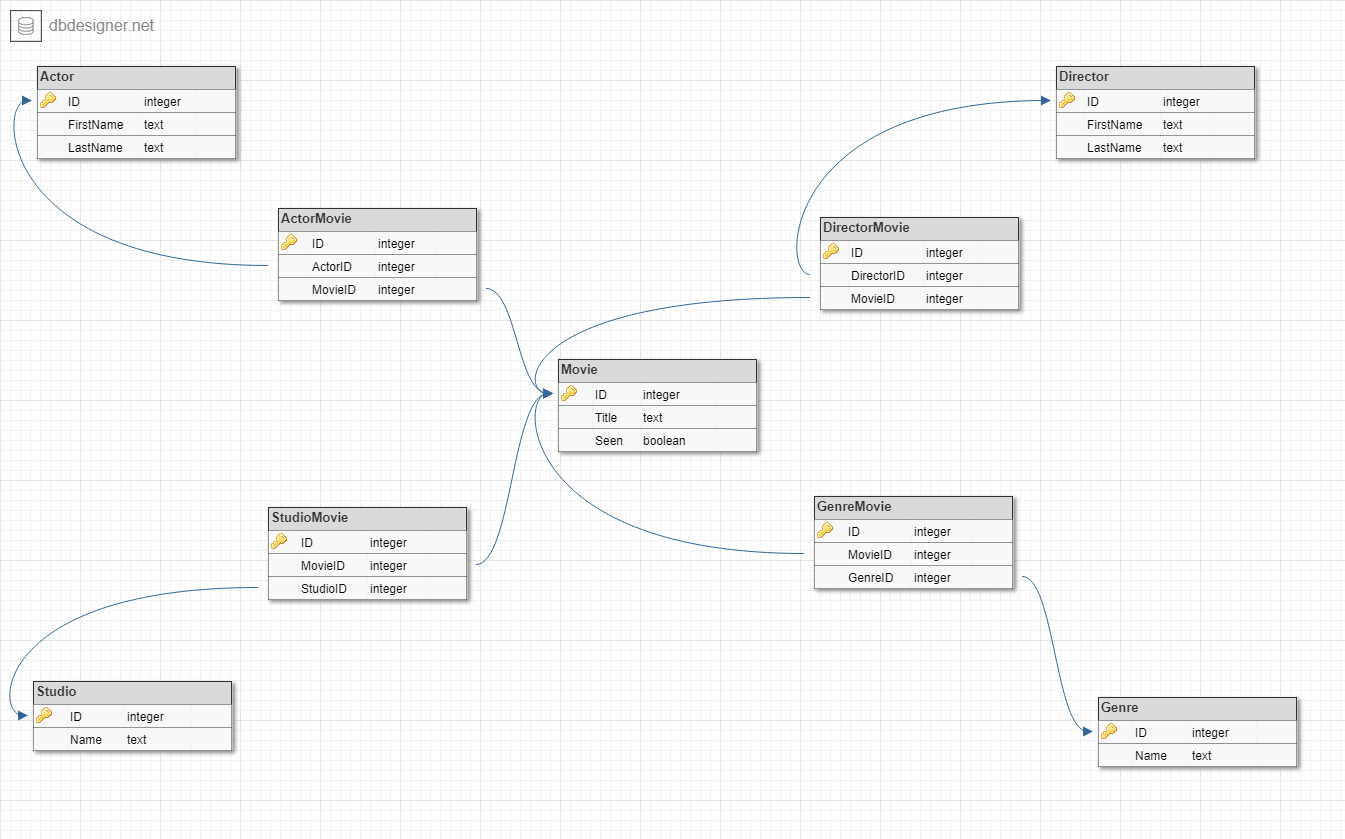 dbdesigner.net
Actor
ID integer
FirstName text
LastName text
Director
ID integer
FirstName text
LastName text
ActorMovie
ID integer
ActorID integer
MovieID integer
DirectorMovie
ID integer
DirectorID integer
MovieID integer
Movie
ID integer
Title text
Seen boolean
StudioMovie
ID integer
MovieID integer
StudioID integer
GenreMovie
ID integer
MovieID integer
GenreID integer
Studio
ID integer
Name text
Genre
ID integer
Name text